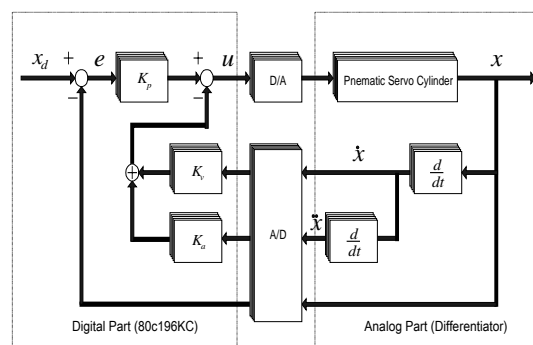 x_d + e + u x
−
K_p
−
D/A
Pnematic Servo Cylinder
ẋ
+
K_v
d/dt
A/D
ẍ
K_a
d/dt
−
Digital Part (80c196KC)
Analog Part (Differentiator)